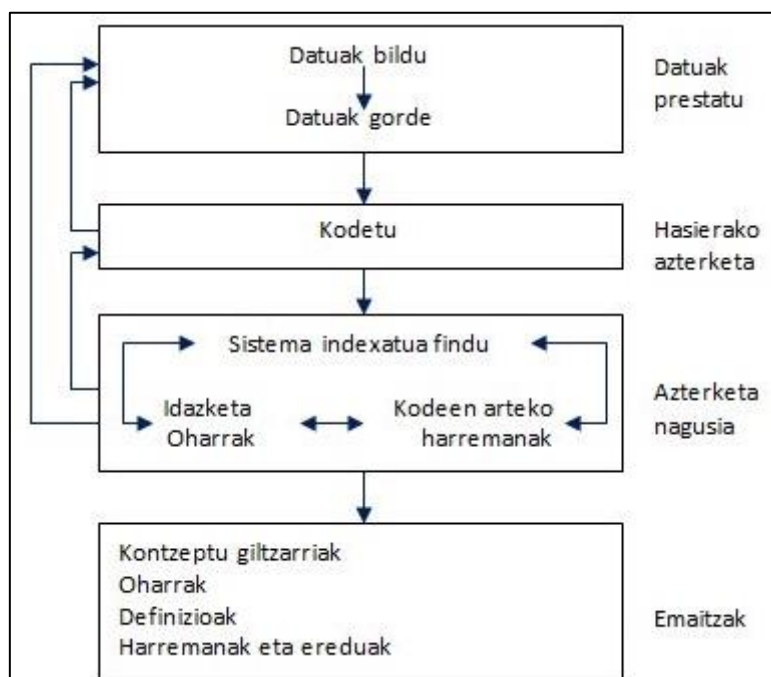 Datuak bildu
Datuak gorde
Datuak
prestatu
Kodetu
Hasierako
azterketa
Sistema indexatua findu
Idazketa
Oharrak
Kodeen arteko
harremanak
Azterketa
nagusia
Kontzeptu giltzarriak
Oharrak
Definizioak
Harremanak eta ereduak
Emaitzak